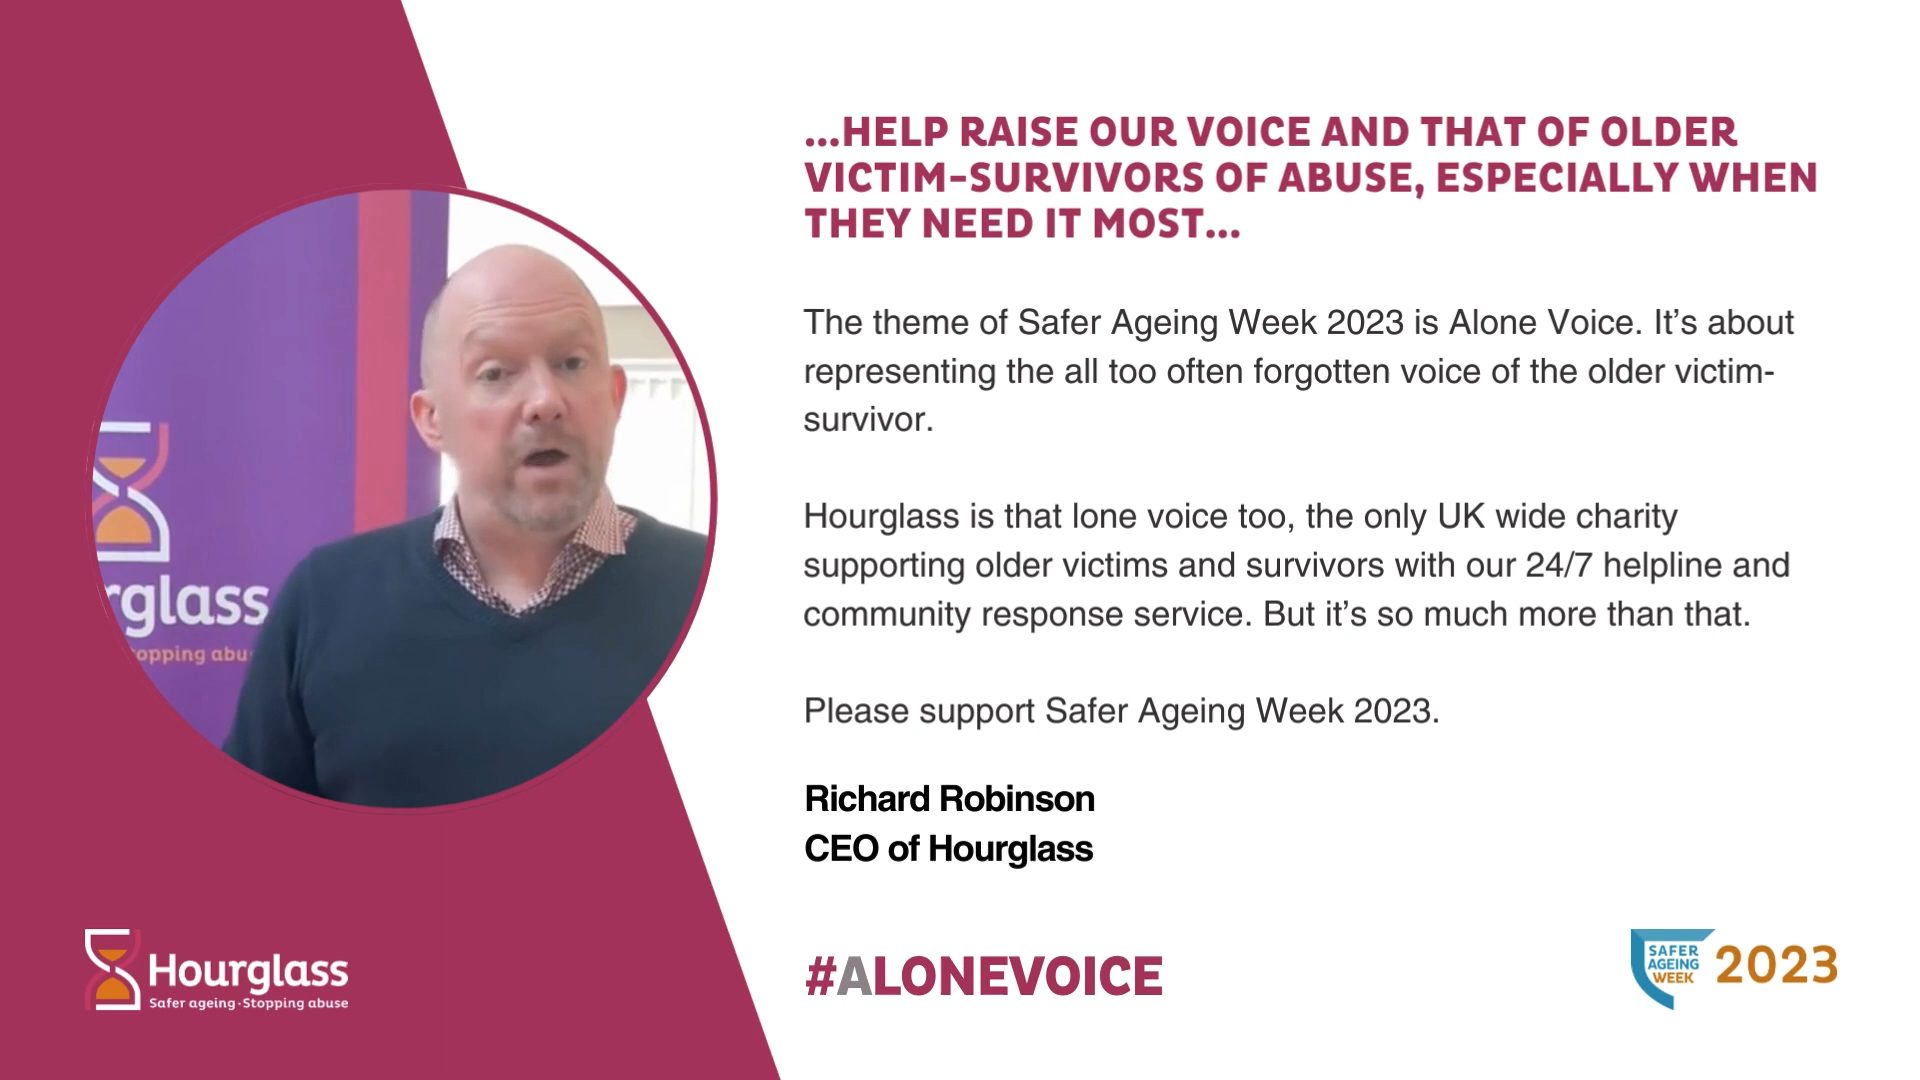 ...HELP RAISE OUR VOICE AND THAT OF OLDER
VICTIM-SURVIVORS OF ABUSE, ESPECIALLY WHEN
THEY NEED IT MOST...
The theme of Safer Ageing Week 2023 is Alone Voice. It’s about
representing the all too often forgotten voice of the older victim-
survivor.
Hourglass is that lone voice too, the only UK wide charity
supporting older victims and survivors with our 24/7 helpline and
community response service. But it’s so much more than that.
Please support Safer Ageing Week 2023.
Richard Robinson
CEO of Hourglass
rglass
opping abu
Hourglass
Safer ageing·Stopping abuse
#ALONEVOICE
SAFER
AGEING
WEEK
2023